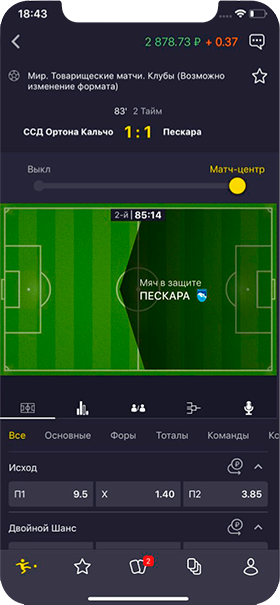 18:43
2 878.73 ₽ + 0.37
Мир. Товарищеские матчи. Клубы (Возможно
изменение формата)
83' 2 Тайм
ССД Ортона Кальчо 1:1 Пескара
Выкл Матч-центр
2-й | 85:14
Мяч в защите
ПЕСКАРА
Все Основные Форы Тоталы Команды Ко
Исход
П1 9.5 X 1.40 П2 3.85
Двойной Шанс
2